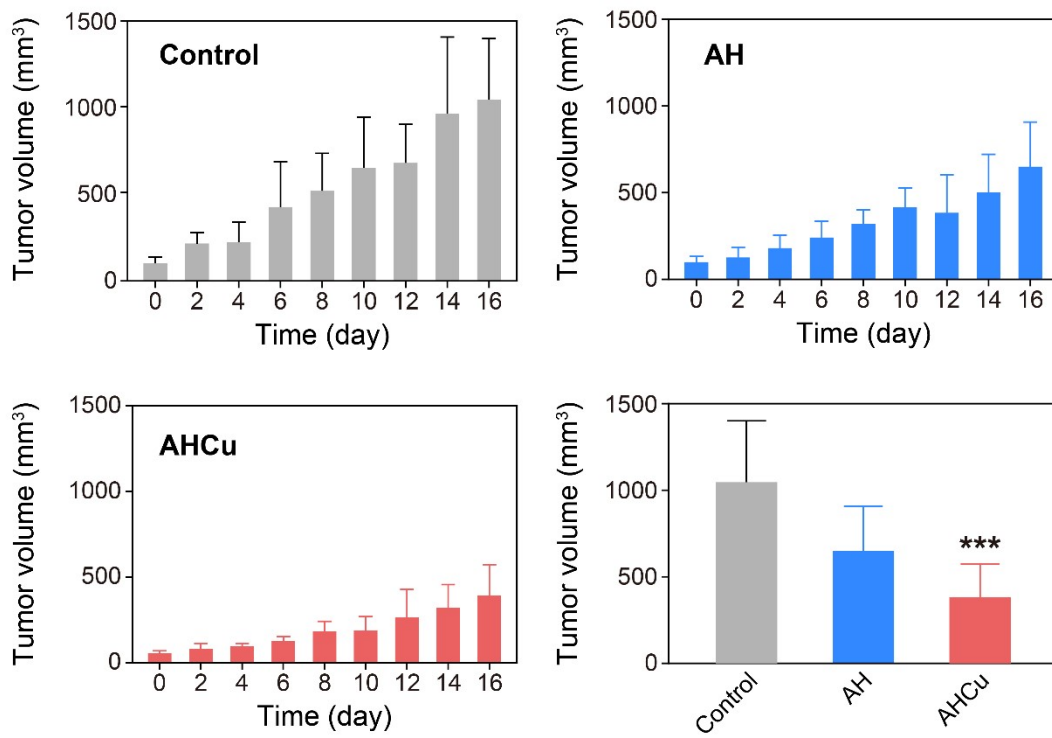 Tumor volume (mm³)
1500
1000
500
0
Control
0 2 4 6 8 10 12 14 16
Time (day)
Tumor volume (mm³)
1500
1000
500
0
AH
0 2 4 6 8 10 12 14 16
Time (day)
Tumor volume (mm³)
1500
1000
500
0
AHCu
0 2 4 6 8 10 12 14 16
Time (day)
Tumor volume (mm³)
1500
1000
500
0
***
Control AH AHCu